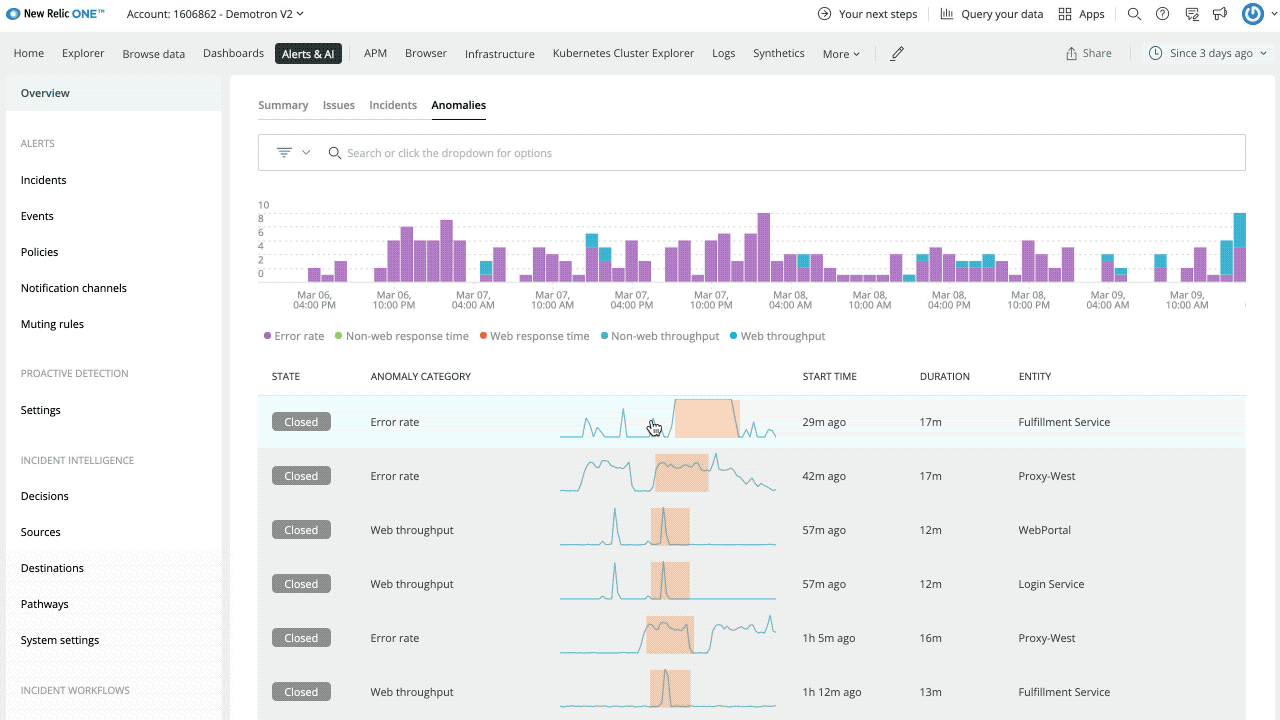 New Relic ONE™ Account: 1606862 - Demotron V2 Your next steps Query your data Apps
Home Explorer Browse data Dashboards Alerts & AI APM Browser Infrastructure Kubernetes Cluster Explorer Logs Synthetics More Share Since 3 days ago
Overview
ALERTS
Incidents
Events
Policies
Notification channels
Muting rules
PROACTIVE DETECTION
Settings
INCIDENT INTELLIGENCE
Decisions
Sources
Destinations
Pathways
System settings
INCIDENT WORKFLOWS
Summary Issues Incidents Anomalies
Search or click the dropdown for options
10
8
6
4
2
0
Mar 06, Mar 06, Mar 07, Mar 07, Mar 07, Mar 07, Mar 08, Mar 08, Mar 08, Mar 08, Mar 09, Mar 09,
04:00 PM 10:00 PM 04:00 AM 10:00 AM 04:00 PM 10:00 PM 04:00 AM 10:00 AM 04:00 PM 10:00 PM 04:00 AM 10:00 AM
Error rate Non-web response time Web response time Non-web throughput Web throughput
STATE ANOMALY CATEGORY START TIME DURATION ENTITY
Closed Error rate 29m ago 17m Fulfillment Service
Closed Error rate 42m ago 17m Proxy-West
Closed Web throughput 57m ago 12m WebPortal
Closed Web throughput 57m ago 12m Login Service
Closed Error rate 1h 5m ago 16m Proxy-West
Closed Web throughput 1h 12m ago 13m Fulfillment Service